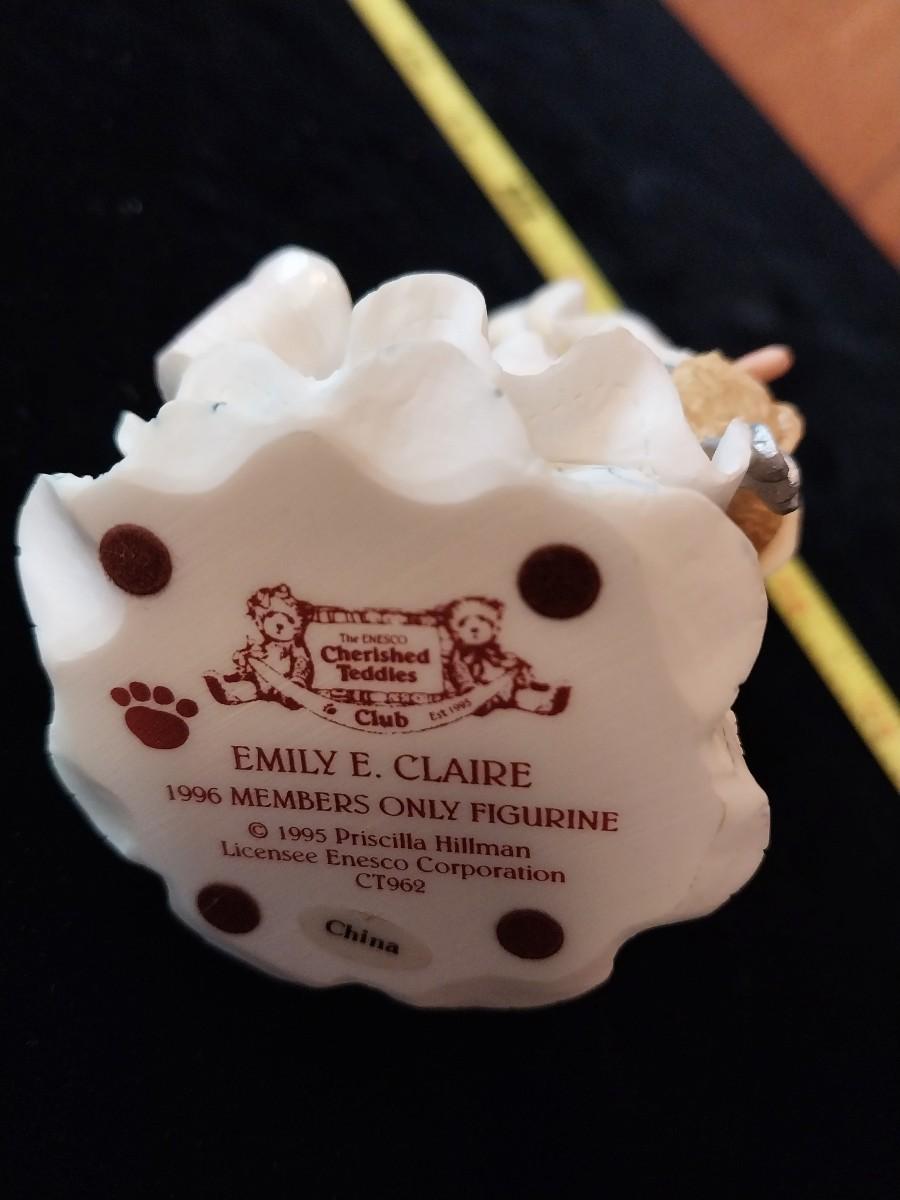 The ENESCO
Cherished
Teddies
Club Est 1995
EMILY E. CLAIRE
1996 MEMBERS ONLY FIGURINE
© 1995 Priscilla Hillman
Licensee Enesco Corporation
CT962
China